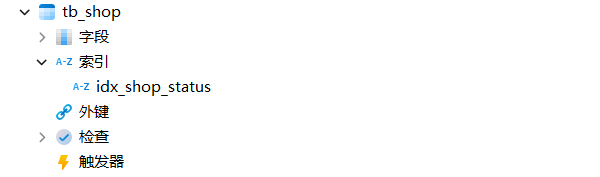 tb_shop
字段
A-Z 索引
A-Z idx_shop_status
外键
检查
触发器